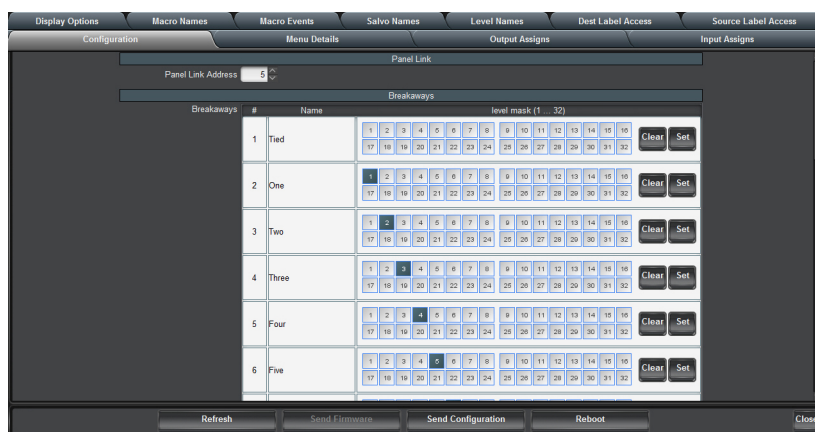 Display Options Macro Names Macro Events Salvo Names Level Names Dest Label Access Source Label Access
Configuration Menu Details Output Assigns Input Assigns
Panel Link
Panel Link Address 5
Breakaways
Breakaways # Name level mask (1 ... 32)
1 2 3 4 5 6 7 8 9 10 11 12 13 14 15 16
1 Tied Clear Set
17 18 19 20 21 22 23 24 25 26 27 28 29 30 31 32
1 2 3 4 5 6 7 8 9 10 11 12 13 14 15 16
2 One Clear Set
17 18 19 20 21 22 23 24 25 26 27 28 29 30 31 32
1 2 3 4 5 6 7 8 9 10 11 12 13 14 15 16
3 Two Clear Set
17 18 19 20 21 22 23 24 25 26 27 28 29 30 31 32
1 2 3 4 5 6 7 8 9 10 11 12 13 14 15 16
4 Three Clear Set
17 18 19 20 21 22 23 24 25 26 27 28 29 30 31 32
1 2 3 4 5 6 7 8 9 10 11 12 13 14 15 16
5 Four Clear Set
17 18 19 20 21 22 23 24 25 26 27 28 29 30 31 32
1 2 3 4 5 6 7 8 9 10 11 12 13 14 15 16
6 Five Clear Set
17 18 19 20 21 22 23 24 25 26 27 28 29 30 31 32
Refresh Send Firmware Send Configuration Reboot Close